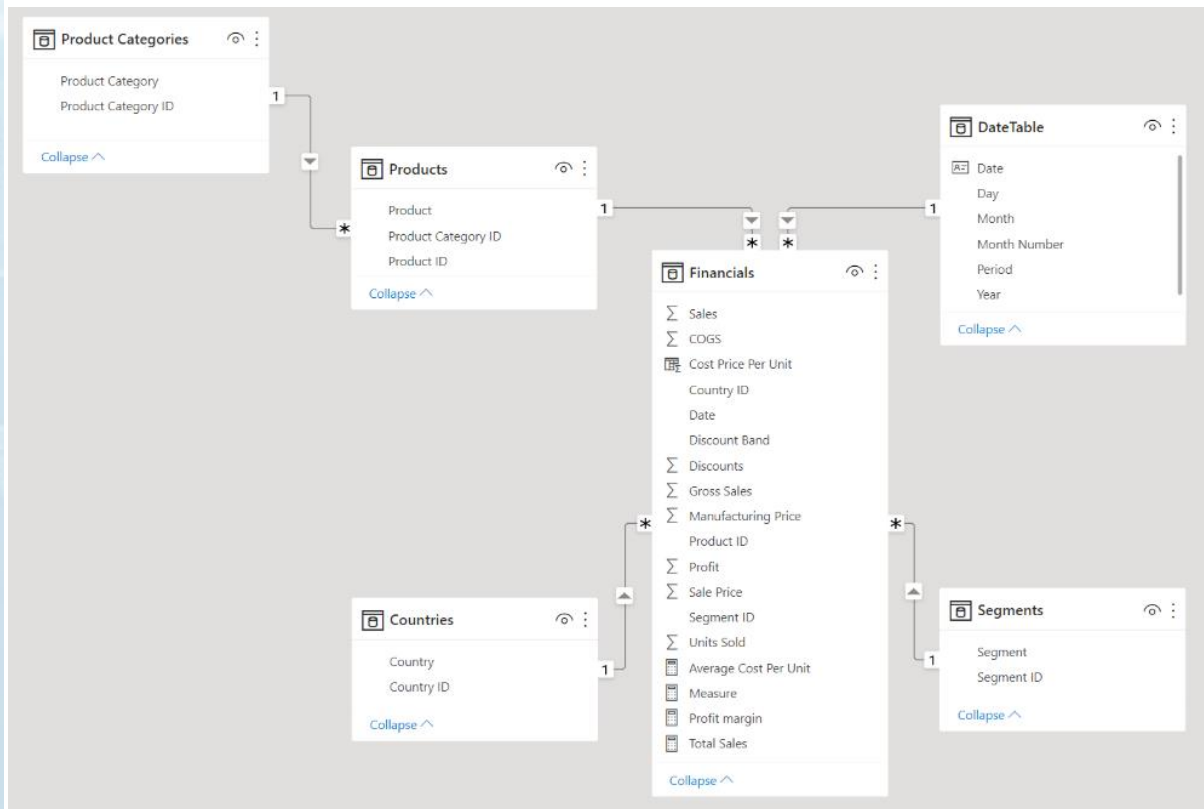 Product Categories
Product Category
Product Category ID
Collapse
1
*
Products
Product
Product Category ID
Product ID
Collapse
1
*
DateTable
Date
Day
Month
Month Number
Period
Year
Collapse
1
*
Financials
Σ Sales
Σ COGS
Cost Price Per Unit
Country ID
Date
Discount Band
Σ Discounts
Σ Gross Sales
Σ Manufacturing Price
Product ID
Σ Profit
Σ Sale Price
Segment ID
Σ Units Sold
Average Cost Per Unit
Measure
Profit margin
Total Sales
Collapse
*
*
Countries
Country
Country ID
Collapse
1
Segments
Segment
Segment ID
Collapse
1